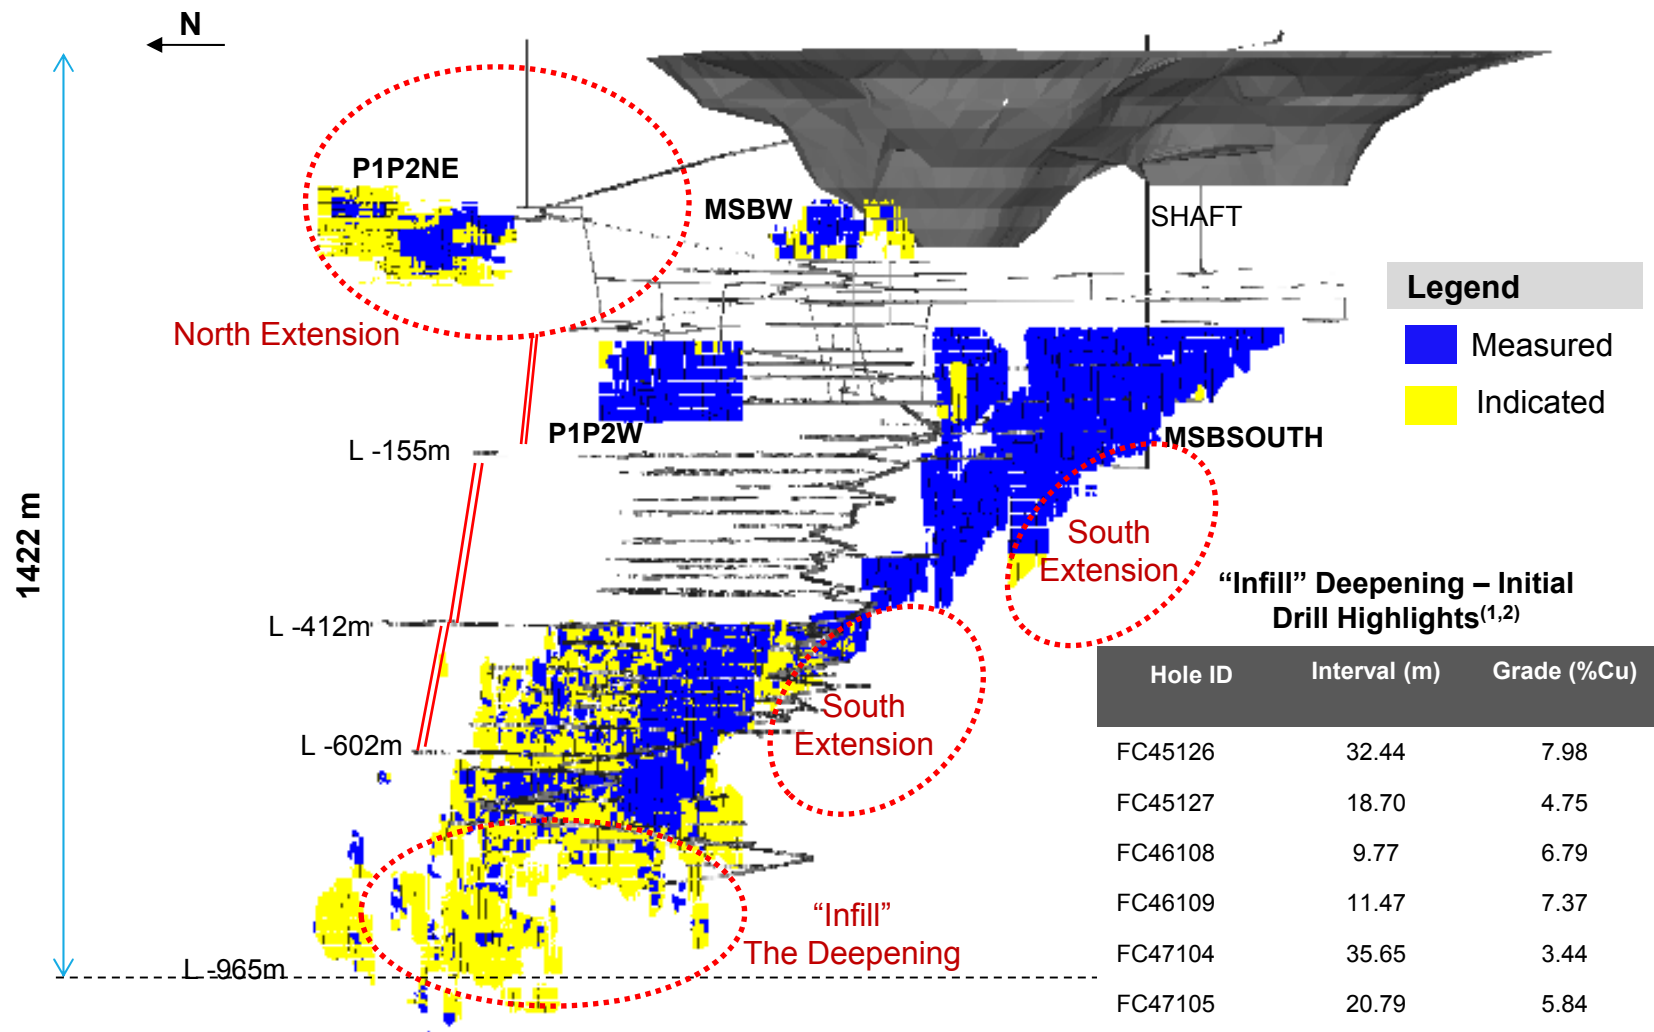 N
P1P2NE
MSBW
SHAFT
North Extension
Legend
Measured
Indicated
P1P2W
MSBSOUTH
L -155m
1422 m
South
Extension
"Infill" Deepening – Initial
Drill Highlights(1,2)
L -412m
Hole ID Interval (m) Grade (%Cu)
South
Extension
L -602m
FC45126 32.44 7.98
FC45127 18.70 4.75
FC46108 9.77 6.79
FC46109 11.47 7.37
FC47104 35.65 3.44
FC47105 20.79 5.84
“Infill”
The Deepening
L -965m